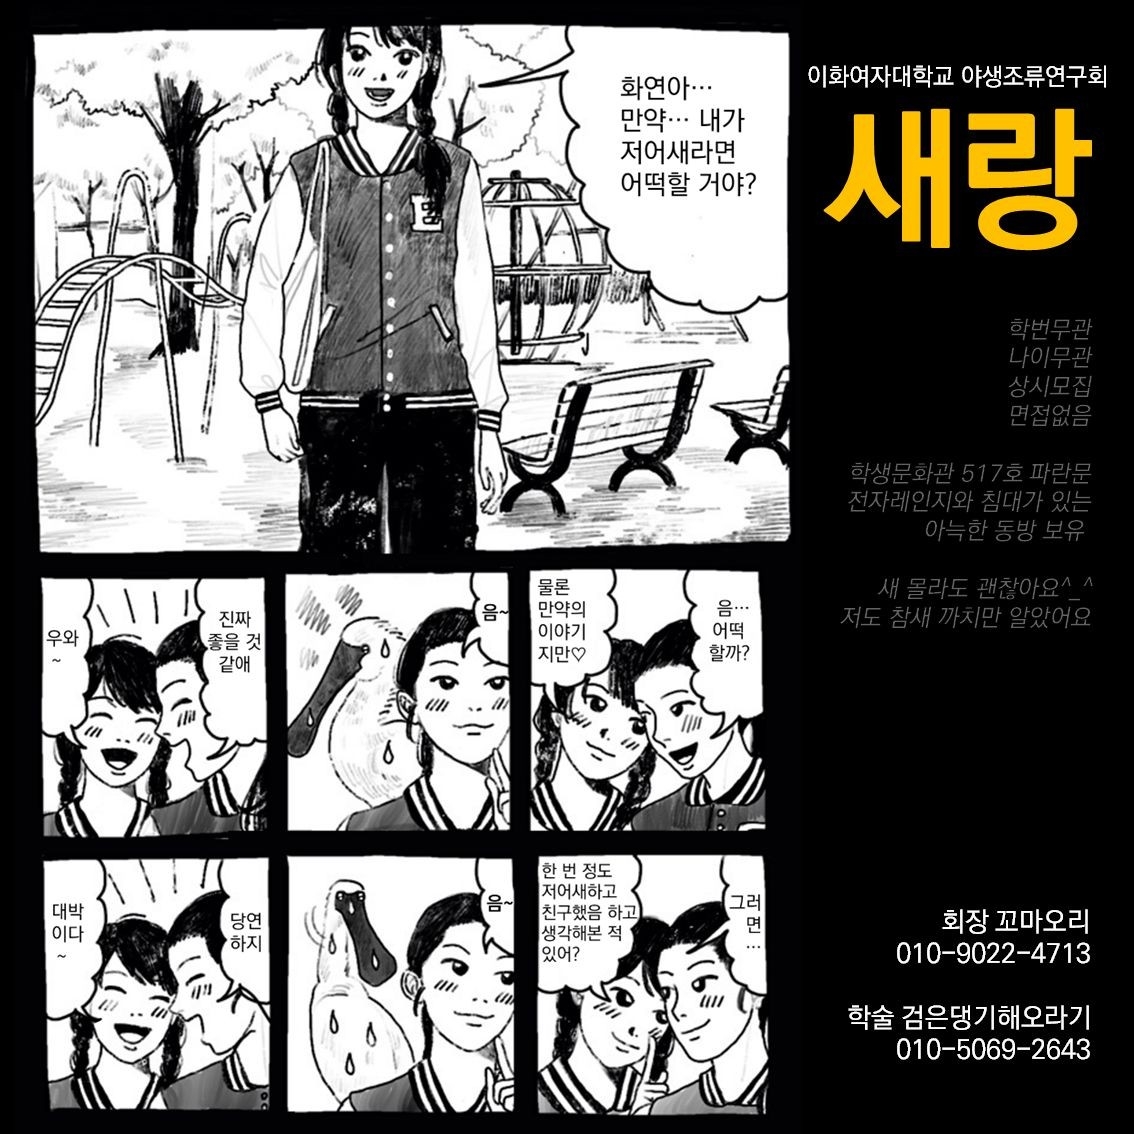 화연아…
만약… 내가
저어새라면
어떡할 거야?
이화여자대학교 야생조류연구회
새랑
학번무관
나이무관
상시모집
면접없음
학생문화관 517호 파란문
전자레인지와 침대가 있는
아늑한 동방 보유
새 몰라도 괜찮아요^_^
저도 참새 까치만 알았어요
E
물론
만약의
이야기
지만♡
음…
어떡
할까?
음~
진짜
좋을 것
같애
우와
~
한 번 정도
저어새하고
친구했음 하고
생각해본 적
있어?
그러
면
…
음~
당연
하지
대박
이다
~
회장 꼬마오리
010-9022-4713
학술 검은댕기해오라기
010-5069-2643